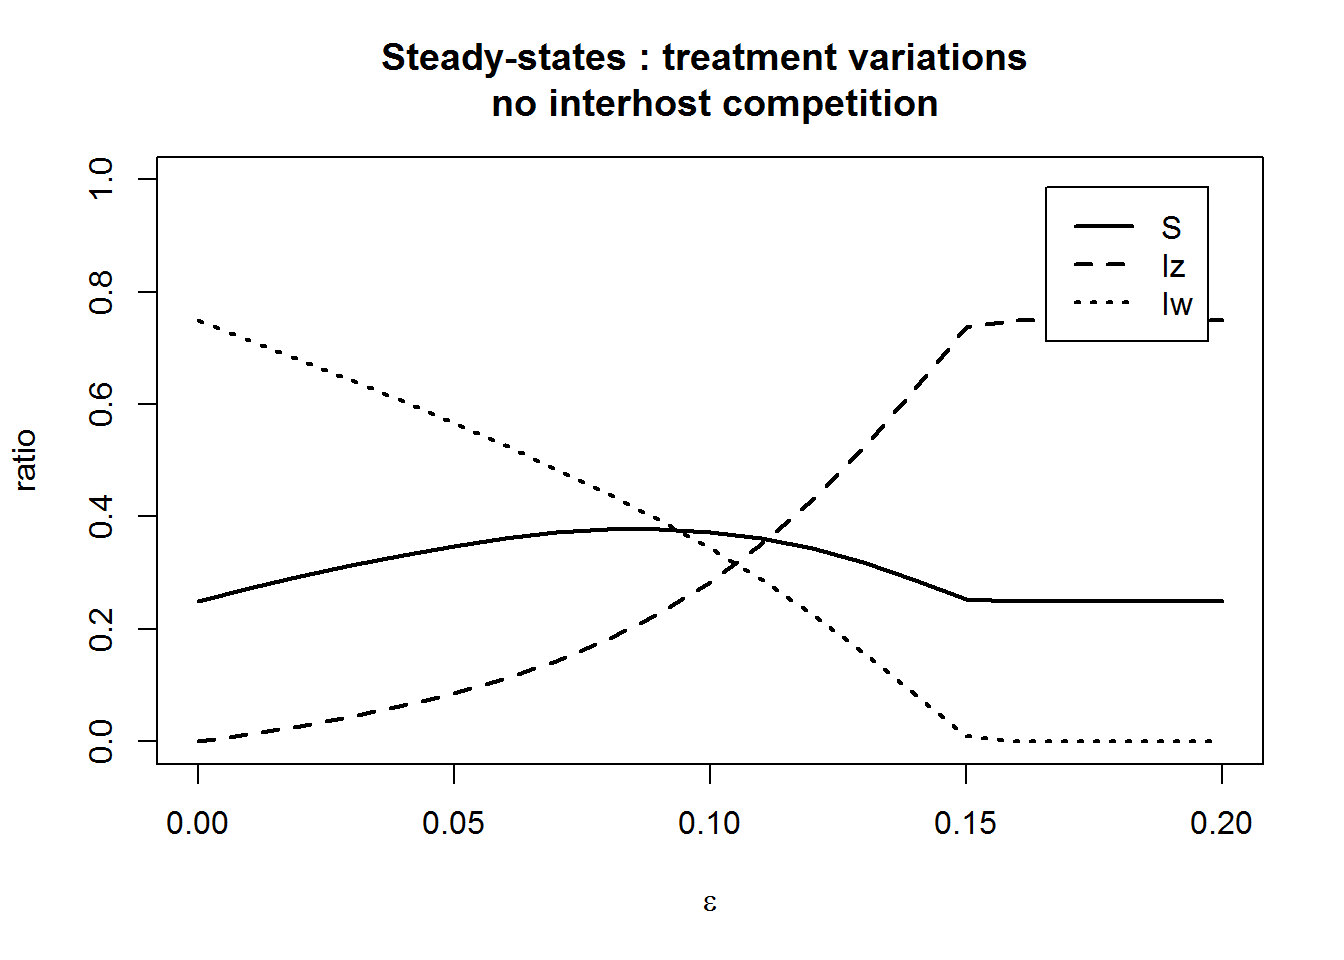 Steady-states : treatment variations
no interhost competition
1.0
0.8
0.6
0.4
0.2
0.0
ratio
S
Iz
Iw
0.00 0.05 0.10 0.15 0.20
ε